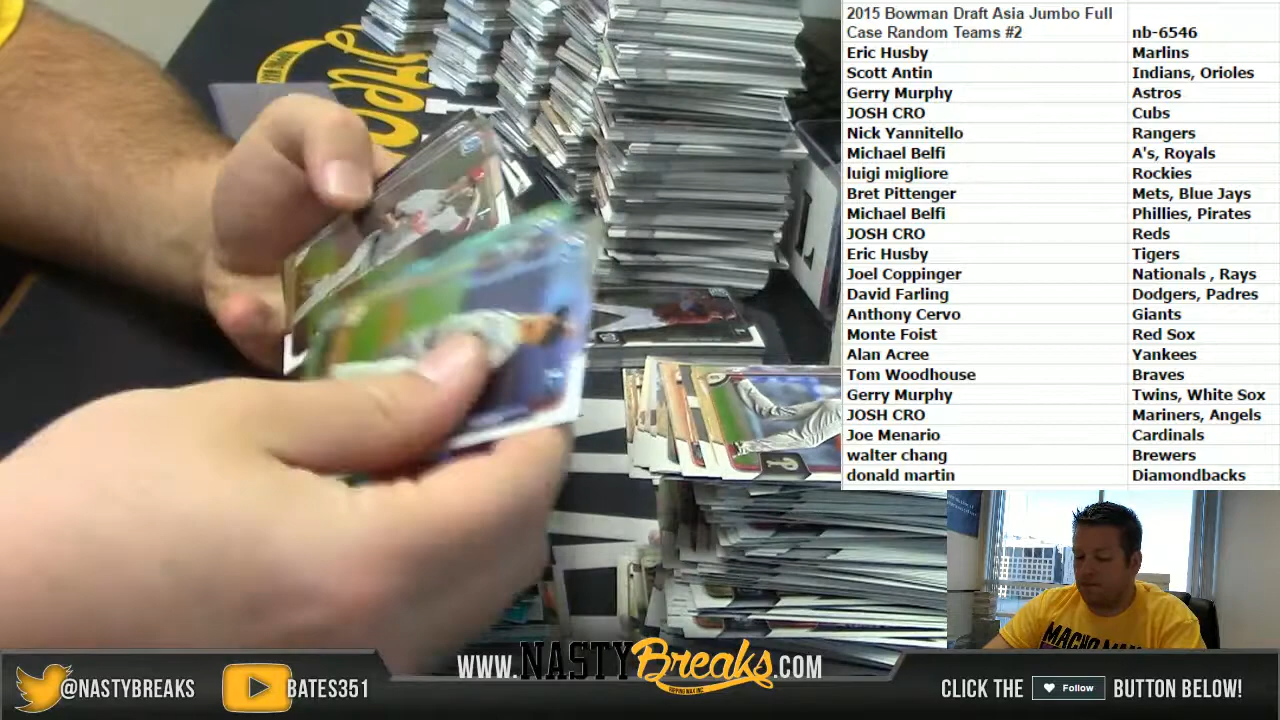 2015 Bowman Draft Asia Jumbo Full
Case Random Teams #2 nb-6546
Eric Husby Marlins
Scott Antin Indians, Orioles
Gerry Murphy Astros
JOSH CRO Cubs
Nick Yannitello Rangers
Michael Belfi A's, Royals
luigi migliore Rockies
Bret Pittenger Mets, Blue Jays
Michael Belfi Phillies, Pirates
JOSH CRO Reds
Eric Husby Tigers
Joel Coppinger Nationals , Rays
David Farling Dodgers, Padres
Anthony Cervo Giants
Monte Foist Red Sox
Alan Acree Yankees
Tom Woodhouse Braves
Gerry Murphy Twins, White Sox
JOSH CRO Mariners, Angels
Joe Menario Cardinals
walter chang Brewers
donald martin Diamondbacks
MACHO MAN
WWW.NASTYBreaks.COM
RIPPING WAX INC
@NASTYBREAKS
BATES351
CLICK THE Follow BUTTON BELOW!